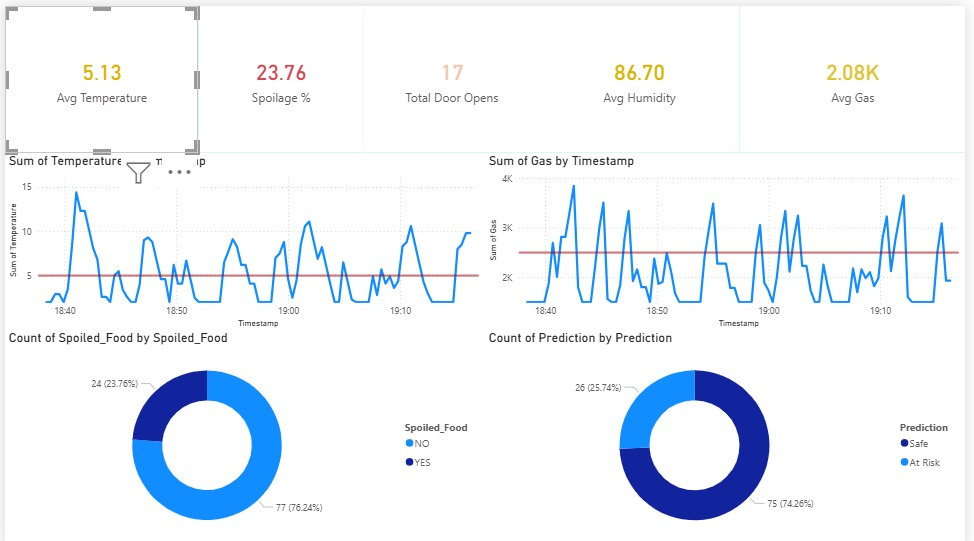 5.13
Avg Temperature
23.76
Spoilage %
17
Total Door Opens
86.70
Avg Humidity
2.08K
Avg Gas
Sum of Temperature
Sum of Temperature
15
10
5
18:40
18:50
19:00
19:10
Timestamp
Sum of Gas by Timestamp
Sum of Gas
4K
3K
2K
18:40
18:50
19:00
19:10
Timestamp
Count of Spoiled_Food by Spoiled_Food
24 (23.76%)
77 (76.24%)
Spoiled_Food
NO
YES
Count of Prediction by Prediction
26 (25.74%)
75 (74.26%)
Prediction
Safe
At Risk